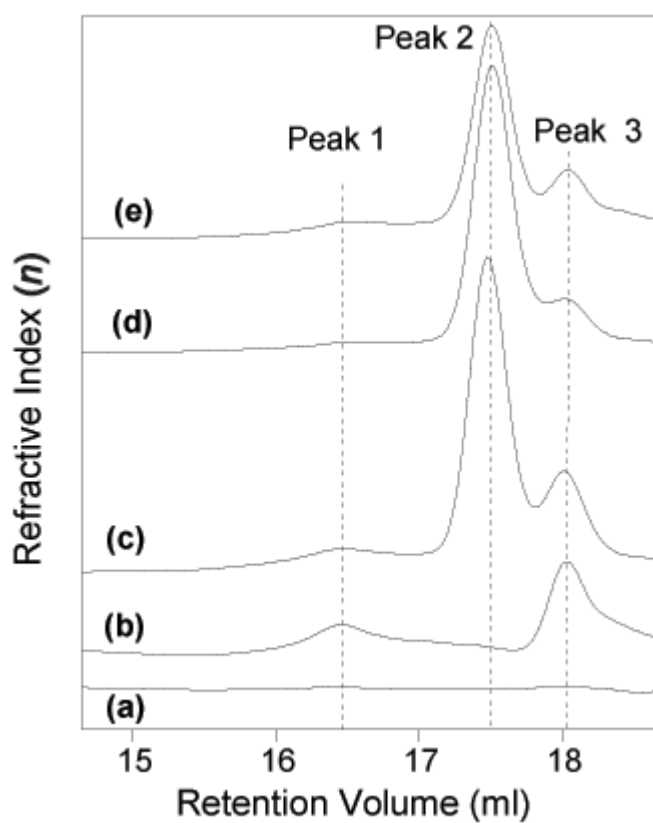 Peak 2
Peak 1
Peak 3
(e)
(d)
(c)
(b)
(a)
Refractive Index (n)
15 16 17 18
Retention Volume (ml)